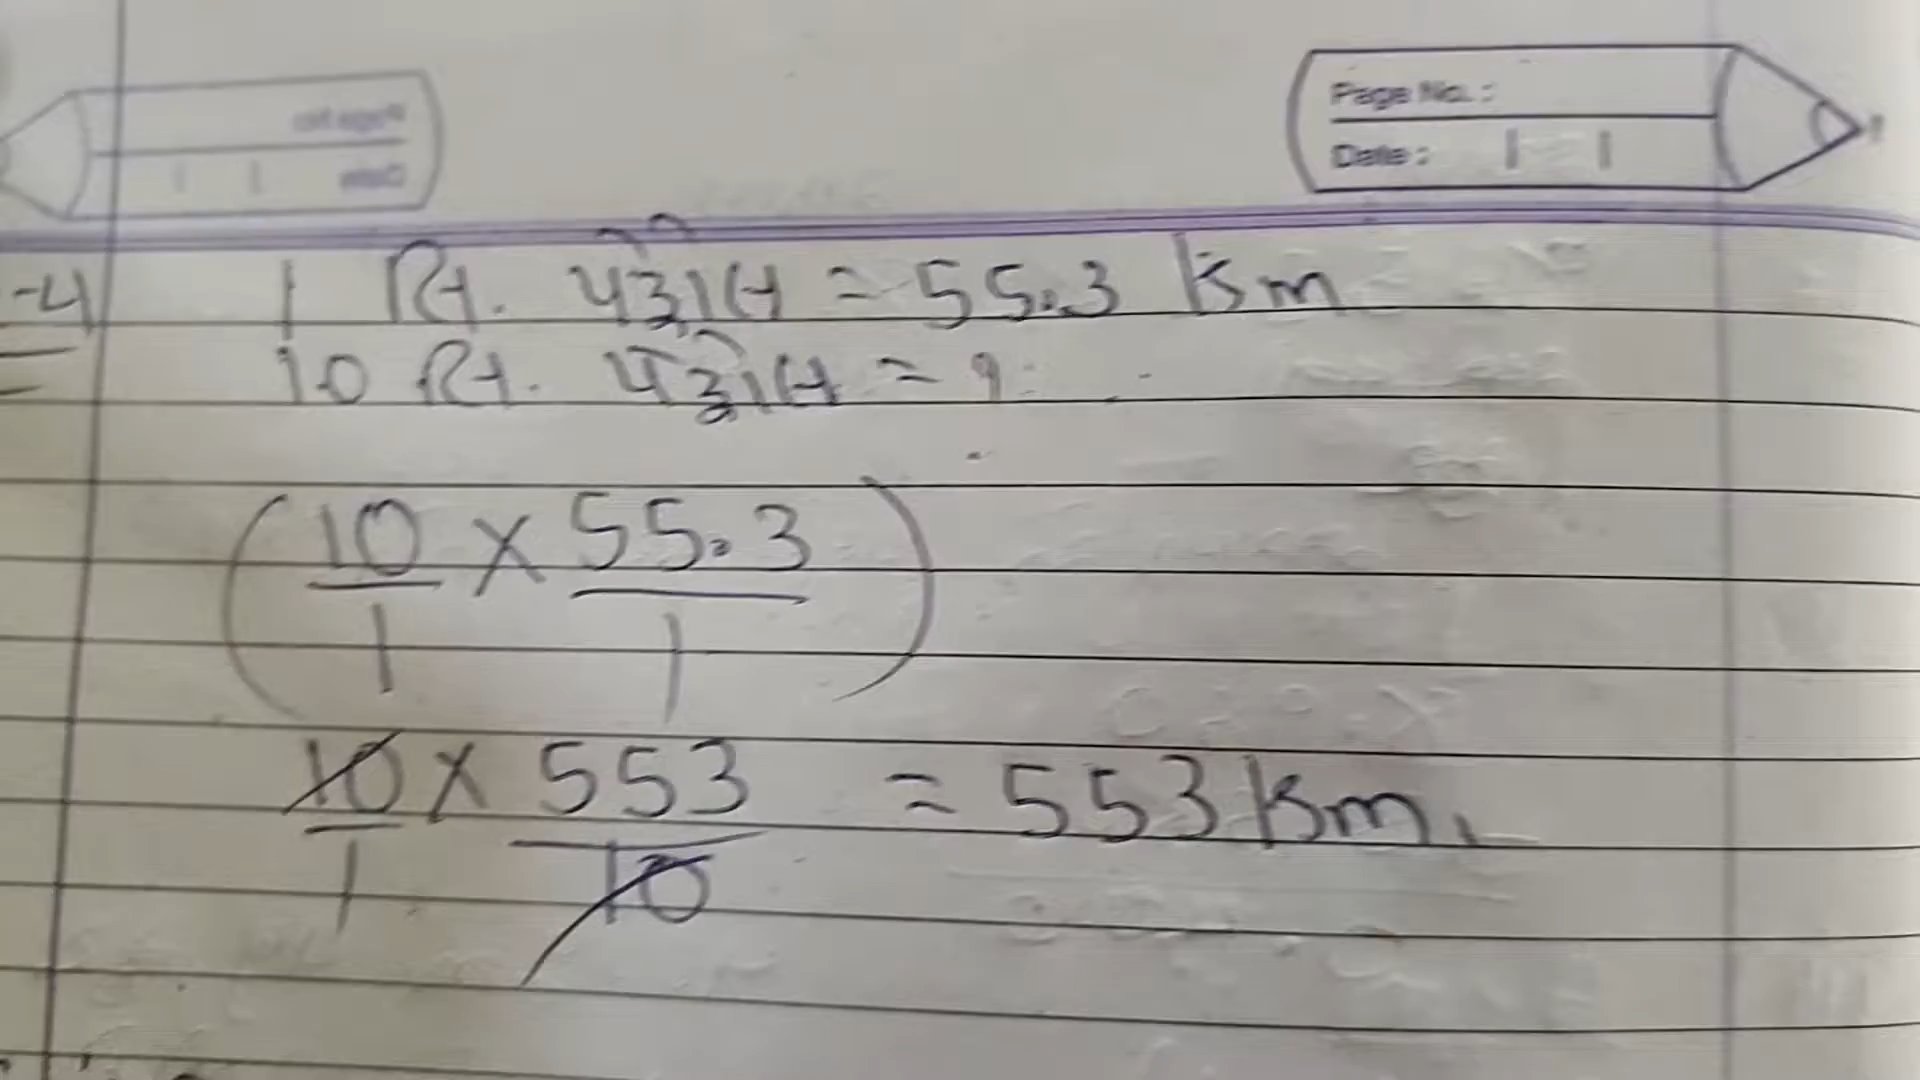 Page No. :
Date :
-4
1 लि. पेट्रोल = 55.3 Km
10 लि. पेट्रोल = ?
( 10/1 × 55.3/1 )
10/1 × 553/10 = 553 Km.